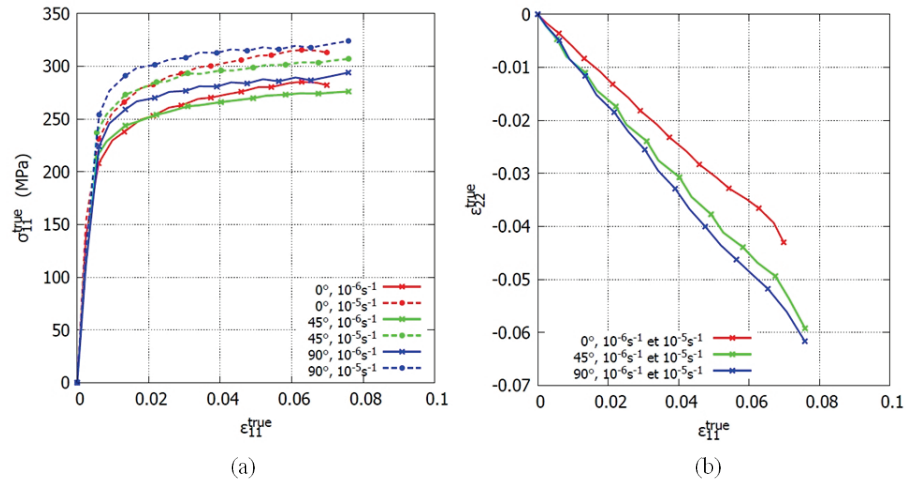 350
300
250
200
150
100
50
0
σ₁₁ᵗʳᵘᵉ (MPa)
0°, 10⁻⁶s⁻¹
0°, 10⁻⁵s⁻¹
45°, 10⁻⁶s⁻¹
45°, 10⁻⁵s⁻¹
90°, 10⁻⁶s⁻¹
90°, 10⁻⁵s⁻¹
0 0.02 0.04 0.06 0.08 0.1
ε₁₁ᵗʳᵘᵉ
(a)
-0
-0.01
-0.02
-0.03
-0.04
-0.05
-0.06
-0.07
ε₂₂ᵗʳᵘᵉ
0°, 10⁻⁶s⁻¹ et 10⁻⁵s⁻¹
45°, 10⁻⁶s⁻¹ et 10⁻⁵s⁻¹
90°, 10⁻⁶s⁻¹ et 10⁻⁵s⁻¹
0 0.02 0.04 0.06 0.08 0.1
ε₁₁ᵗʳᵘᵉ
(b)